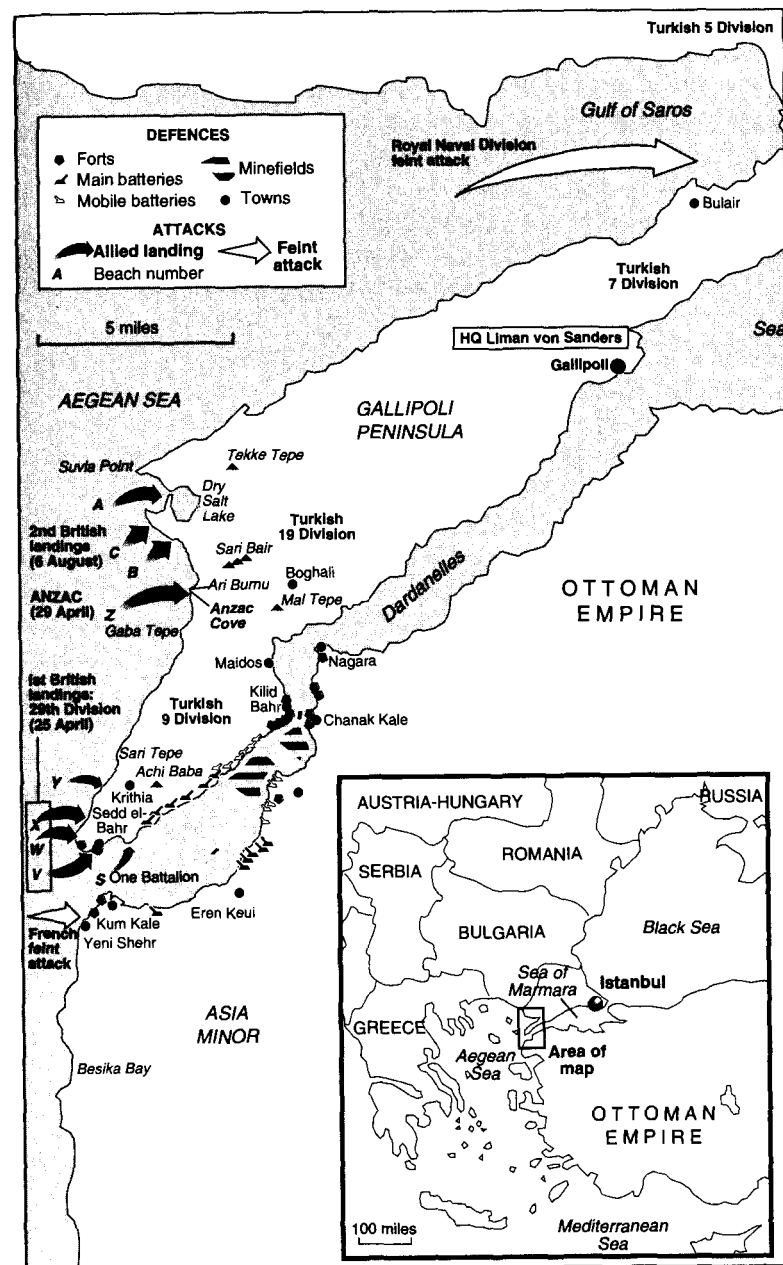 Turkish 5 Division
Gulf of Saros
Royal Naval Division
feint attack
Bulair
Turkish
7 Division
DEFENCES
Forts
Main batteries
Mobile batteries
Minefields
Towns
ATTACKS
Allied landing
A Beach number
Feint
attack
5 miles
HQ Liman von Sanders
Gallipoli
Sea
AEGEAN SEA
GALLIPOLI
PENINSULA
Suvla Point
Tekke Tepe
A
Dry
Salt
Lake
2nd British
landings
(6 August)
C
B
Turkish
19 Division
Sari Bair
Ari Burnu
Boghali
ANZAC
(29 April)
Z
Anzac
Cove
Mal Tepe
Gaba Tepe
Dardanelles
OTTOMAN
EMPIRE
Maidos
Nagara
Ist British
landings:
29th Division
(25 April)
Turkish
9 Division
Kilid
Bahr
Chanak Kale
Sari Tepe
Achi Baba
Y
Krithia
Sedd el-
Bahr
X
W
V
S One Battalion
Eren Keui
Kum Kale
Yeni Shehr
French
feint
attack
ASIA
MINOR
Besika Bay
AUSTRIA-HUNGARY
RUSSIA
SERBIA
ROMANIA
BULGARIA
Black Sea
Sea of
Marmara
Istanbul
GREECE
Aegean
Sea
Area of
map
OTTOMAN
EMPIRE
100 miles
Mediterranean
Sea